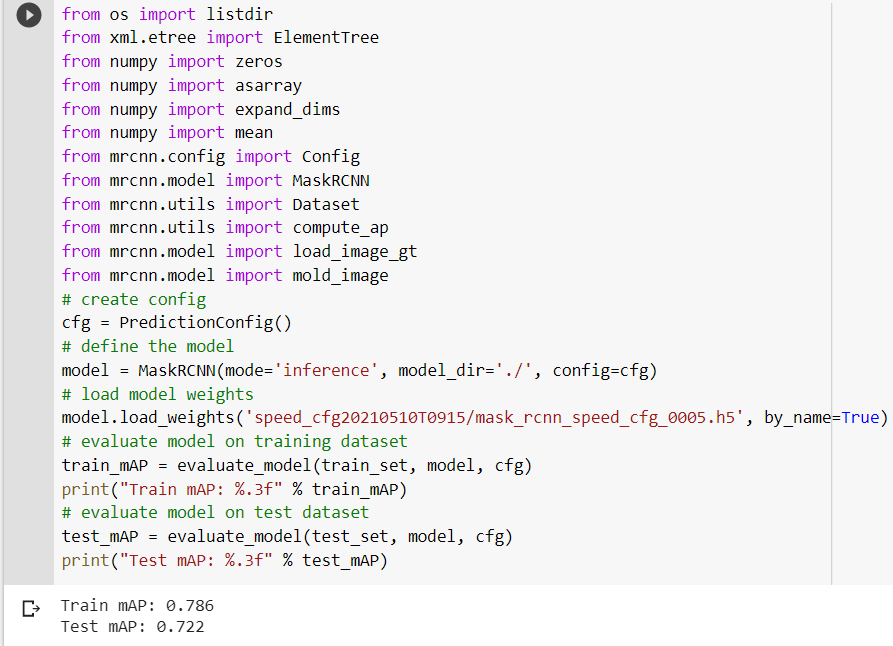 from os import listdir
from xml.etree import ElementTree
from numpy import zeros
from numpy import asarray
from numpy import expand_dims
from numpy import mean
from mrcnn.config import Config
from mrcnn.model import MaskRCNN
from mrcnn.utils import Dataset
from mrcnn.utils import compute_ap
from mrcnn.model import load_image_gt
from mrcnn.model import mold_image
# create config
cfg = PredictionConfig()
# define the model
model = MaskRCNN(mode='inference', model_dir='./', config=cfg)
# load model weights
model.load_weights('speed_cfg20210510T0915/mask_rcnn_speed_cfg_0005.h5', by_name=True)
# evaluate model on training dataset
train_mAP = evaluate_model(train_set, model, cfg)
print("Train mAP: %.3f" % train_mAP)
# evaluate model on test dataset
test_mAP = evaluate_model(test_set, model, cfg)
print("Test mAP: %.3f" % test_mAP)
Train mAP: 0.786
Test mAP: 0.722